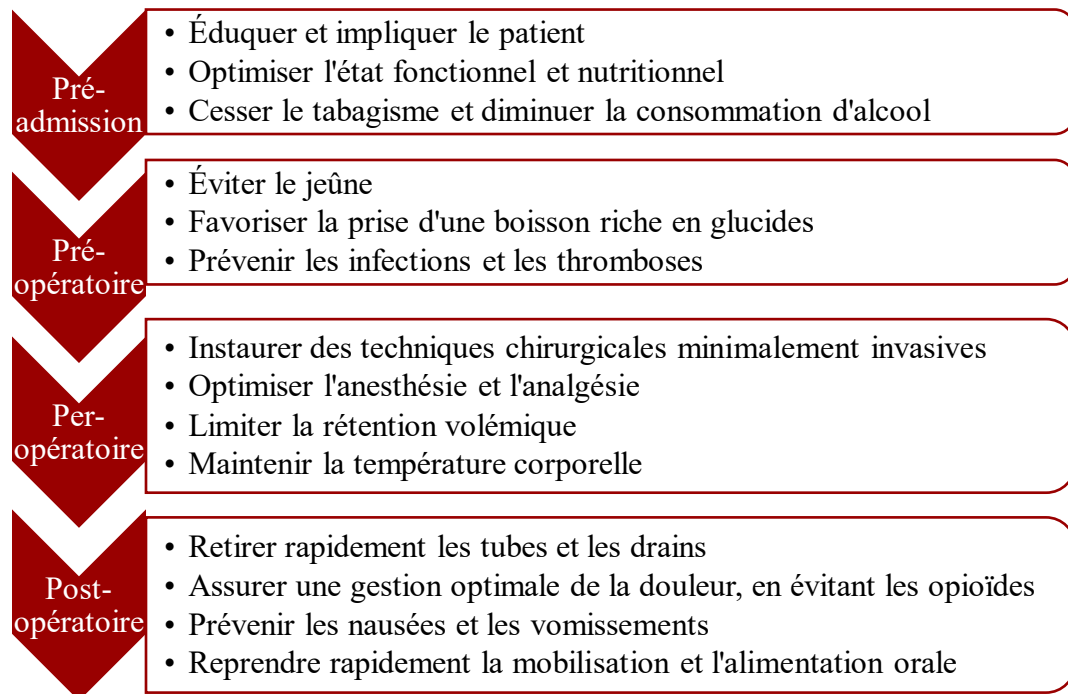 Pré-
admission
• Éduquer et impliquer le patient
• Optimiser l'état fonctionnel et nutritionnel
• Cesser le tabagisme et diminuer la consommation d'alcool
Pré-
opératoire
• Éviter le jeûne
• Favoriser la prise d'une boisson riche en glucides
• Prévenir les infections et les thromboses
Per-
opératoire
• Instaurer des techniques chirurgicales minimalement invasives
• Optimiser l'anesthésie et l'analgésie
• Limiter la rétention volémique
• Maintenir la température corporelle
Post-
opératoire
• Retirer rapidement les tubes et les drains
• Assurer une gestion optimale de la douleur, en évitant les opioïdes
• Prévenir les nausées et les vomissements
• Reprendre rapidement la mobilisation et l'alimentation orale